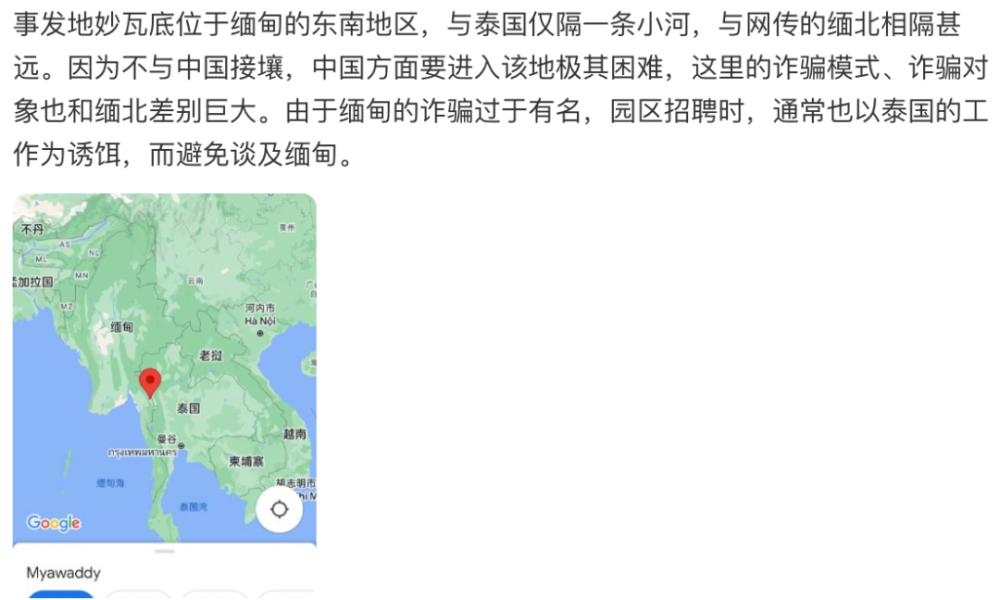 事发地妙瓦底位于缅甸的东南地区，与泰国仅隔一条小河，与网传的缅北相隔甚
远。因为不与中国接壤，中国方面要进入该地极其困难，这里的诈骗模式、诈骗对
象也和缅北差别巨大。由于缅甸的诈骗过于有名，园区招聘时，通常也以泰国的工
作为诱饵，而避免谈及缅甸。
不丹
贵州
AS
NL
ML
MN
孟加拉国
云南
MZ
河内市
Hà Nội
缅甸
老挝
泰国
曼谷
กรุงเทพมหานคร
越南
柬埔寨
胡志明市
缅甸海
泰国湾
Google
Myawaddy